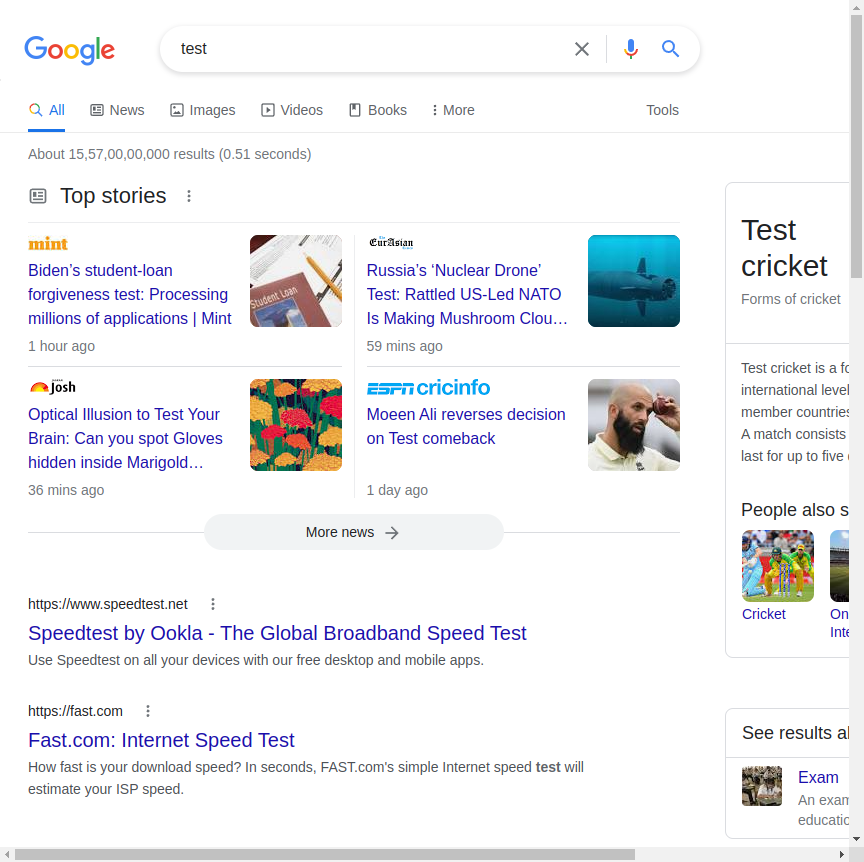 Google
test
All
News
Images
Videos
Books
More
Tools
About 15,57,00,00,000 results (0.51 seconds)
Top stories
mint
Biden’s student-loan
forgiveness test: Processing
millions of applications | Mint
1 hour ago
Student Loan
The
EurAsian
Russia’s ‘Nuclear Drone’
Test: Rattled US-Led NATO
Is Making Mushroom Clou…
59 mins ago
josh
Optical Illusion to Test Your
Brain: Can you spot Gloves
hidden inside Marigold…
36 mins ago
ESPN cricinfo
Moeen Ali reverses decision
on Test comeback
1 day ago
More news
https://www.speedtest.net
Speedtest by Ookla - The Global Broadband Speed Test
Use Speedtest on all your devices with our free desktop and mobile apps.
https://fast.com
Fast.com: Internet Speed Test
How fast is your download speed? In seconds, FAST.com's simple Internet speed test will
estimate your ISP speed.
Test
cricket
Forms of cricket
Test cricket is a fo
international leve
member countries
A match consists
last for up to five
People also s
Cricket
On
Inte
See results al
Exam
An exam
educatio